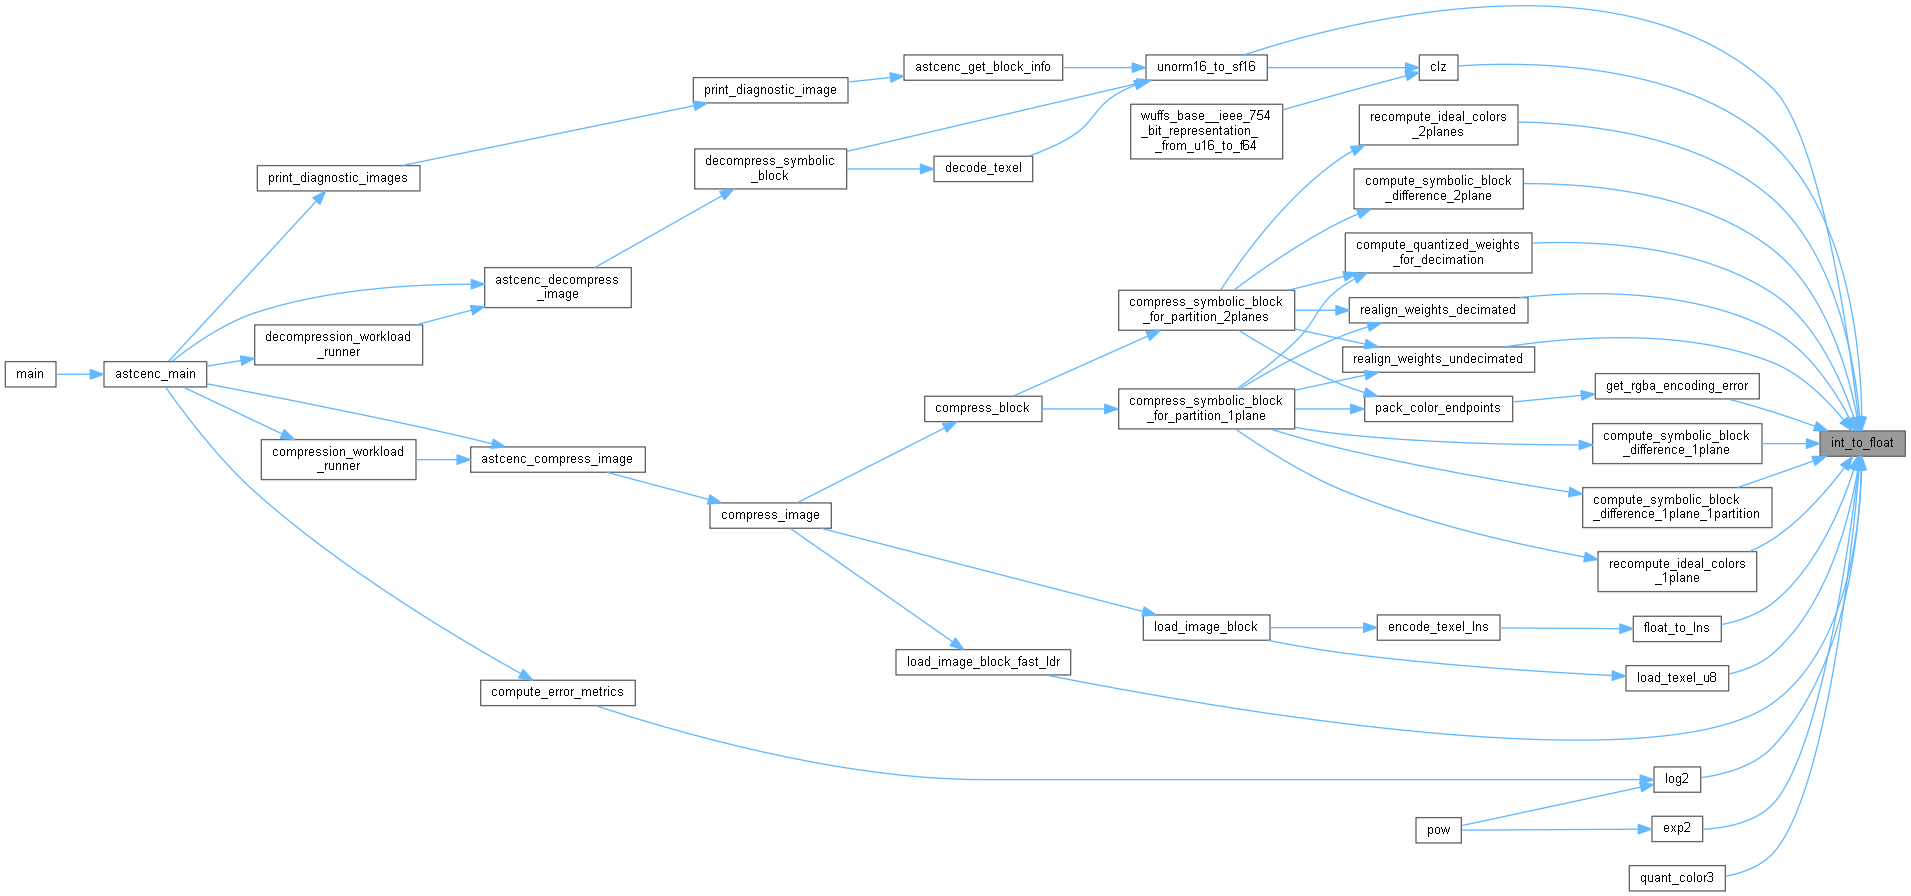 main
astcenc_main
print_diagnostic_images
decompression_workload
_runner
compression_workload
_runner
astcenc_decompress
_image
astcenc_compress_image
compute_error_metrics
print_diagnostic_image
decompress_symbolic
_block
compress_image
astcenc_get_block_info
decode_texel
compress_block
load_image_block_fast_ldr
unorm16_to_sf16
wuffs_base__ieee_754
_bit_representation_
_from_u16_to_f64
compress_symbolic_block
_for_partition_2planes
compress_symbolic_block
_for_partition_1plane
load_image_block
clz
recompute_ideal_colors
_2planes
compute_symbolic_block
_difference_2plane
compute_quantized_weights
_for_decimation
realign_weights_decimated
realign_weights_undecimated
pack_color_endpoints
encode_texel_lns
pow
get_rgba_encoding_error
compute_symbolic_block
_difference_1plane
compute_symbolic_block
_difference_1plane_1partition
recompute_ideal_colors
_1plane
float_to_lns
load_texel_u8
log2
exp2
quant_color3
int_to_float